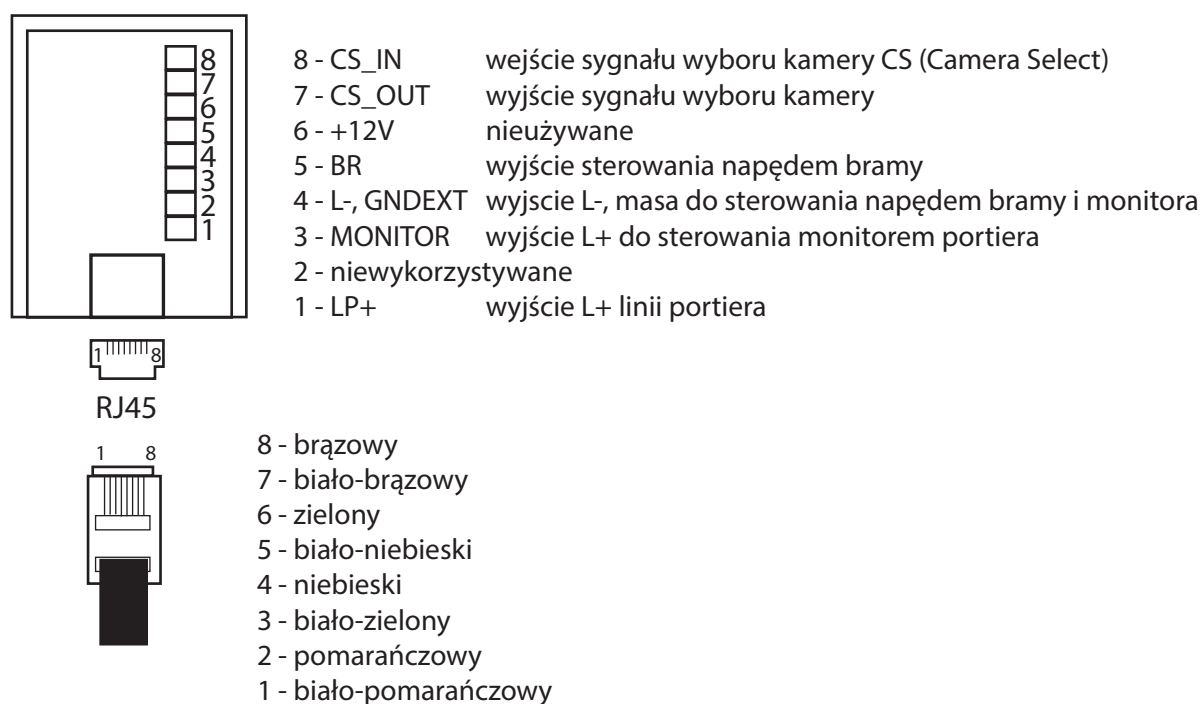 8
7
6
5
4
3
2
1
8 - CS_IN wejście sygnału wyboru kamery CS (Camera Select)
7 - CS_OUT wyjście sygnału wyboru kamery
6 - +12V nieużywane
5 - BR wyjście sterowania napędem bramy
4 - L-, GNDEXT wyjscie L-, masa do sterowania napędem bramy i monitora
3 - MONITOR wyjście L+ do sterowania monitorem portiera
2 - niewykorzystywane
1 - LP+ wyjście L+ linii portiera
1 8
RJ45
1 8
8 - brązowy
7 - biało-brązowy
6 - zielony
5 - biało-niebieski
4 - niebieski
3 - biało-zielony
2 - pomarańczowy
1 - biało-pomarańczowy